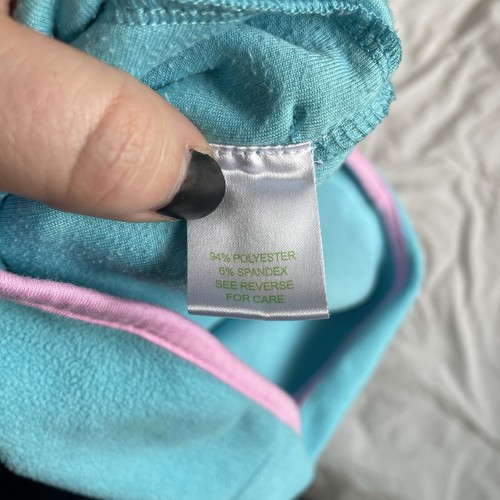 94% POLYESTER
6% SPANDEX
SEE REVERSE
FOR CARE